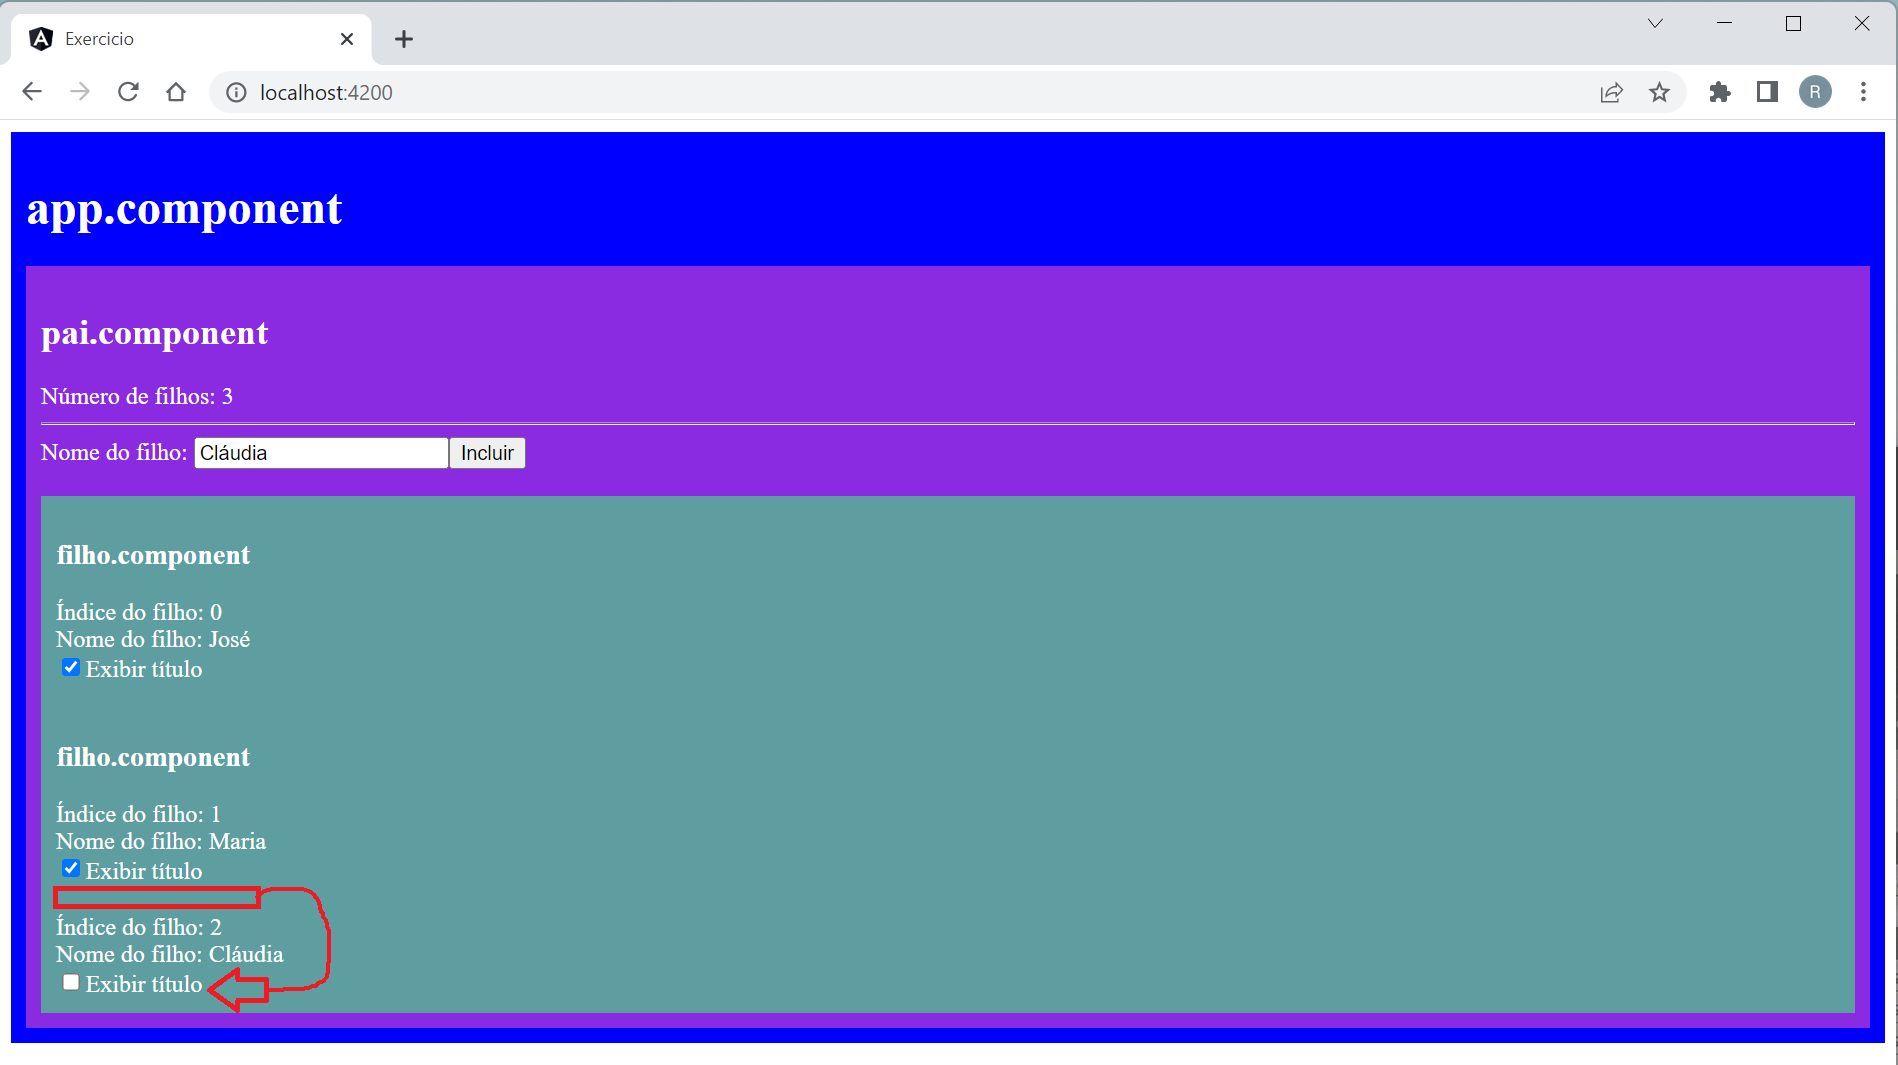 Exercicio
localhost:4200
R
app.component
pai.component
Número de filhos: 3
Nome do filho: Cláudia Incluir
filho.component
Índice do filho: 0
Nome do filho: José
Exibir título
filho.component
Índice do filho: 1
Nome do filho: Maria
Exibir título
Índice do filho: 2
Nome do filho: Cláudia
Exibir título